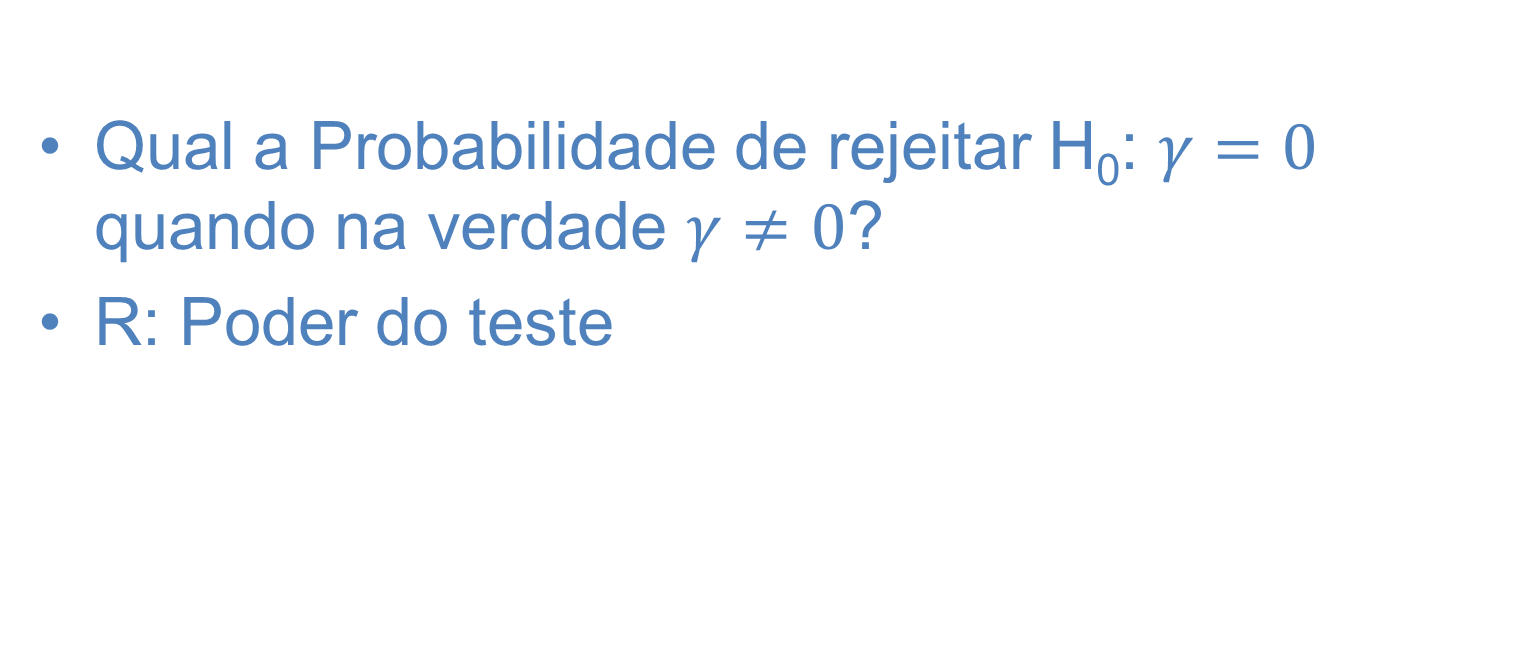 • Qual a Probabilidade de rejeitar H₀: γ = 0
quando na verdade γ ≠ 0?
• R: Poder do teste